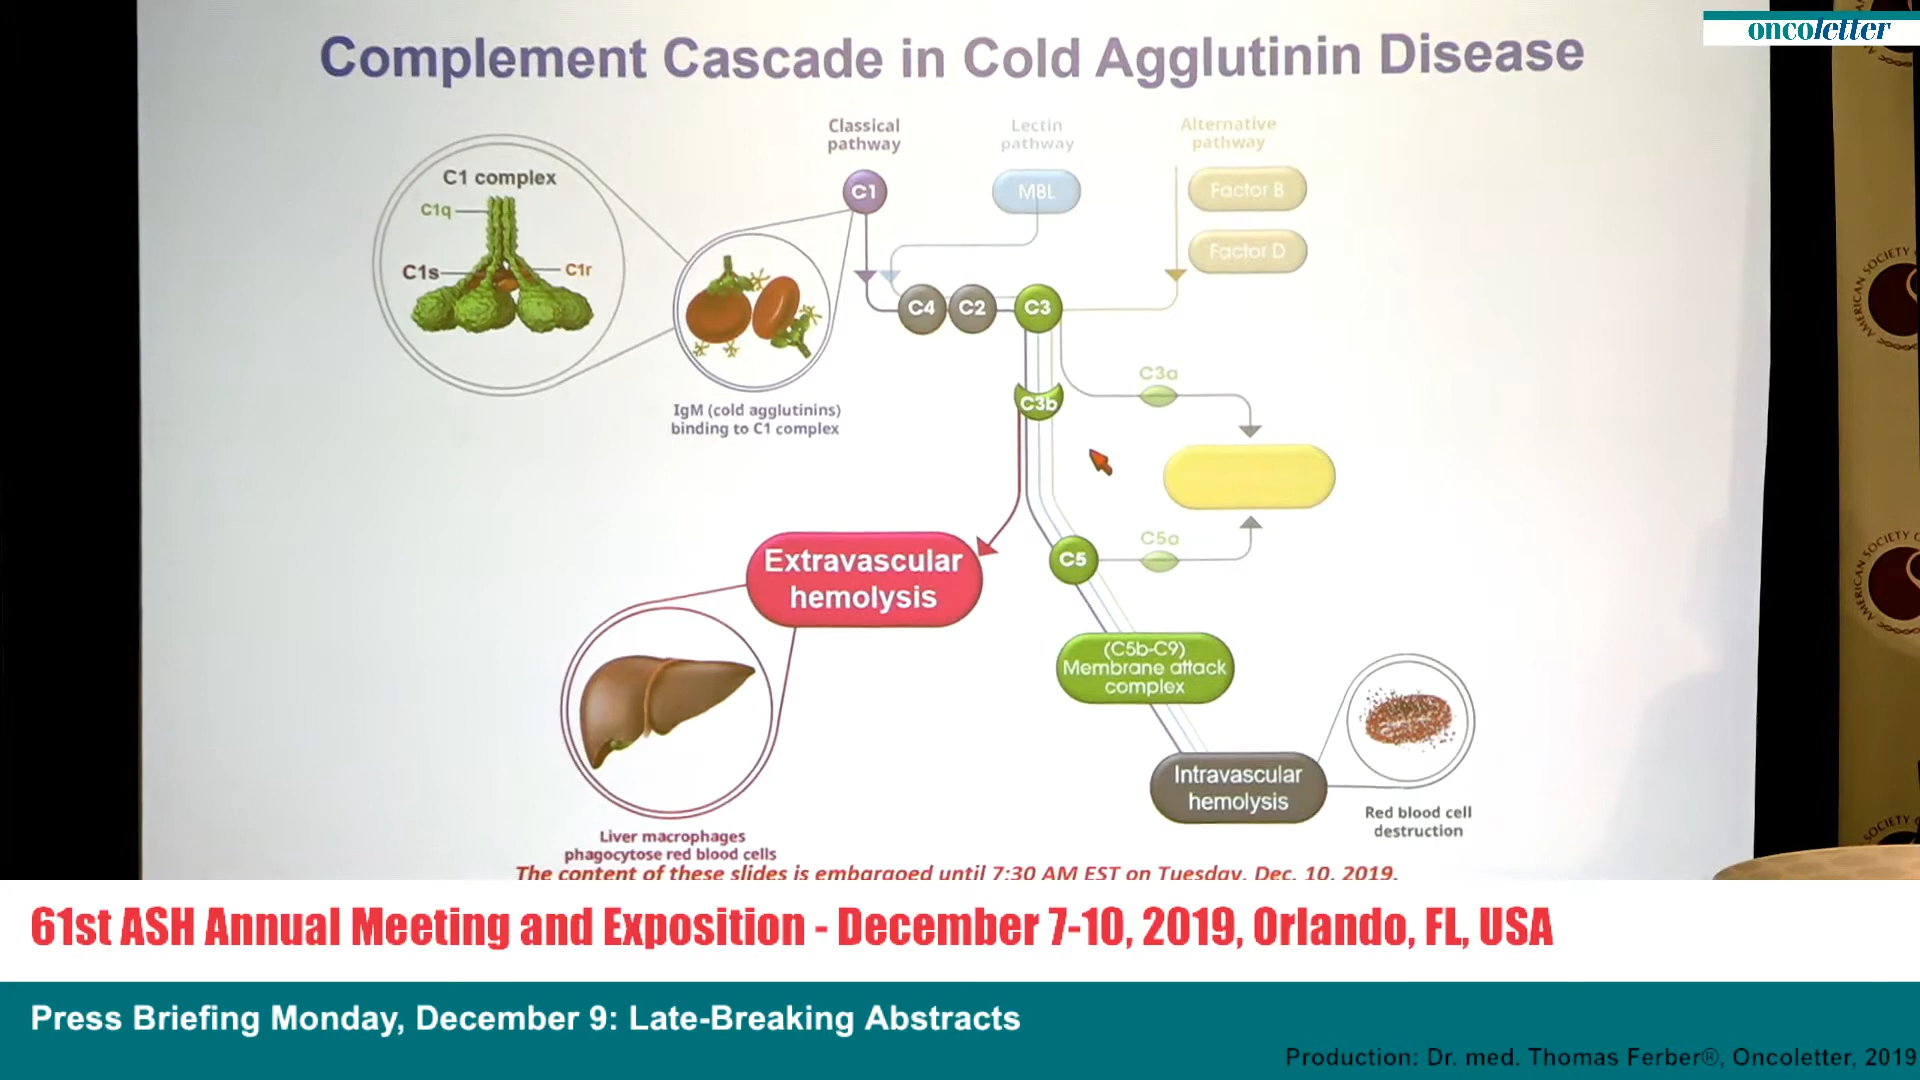 oncoletter
Complement Cascade in Cold Agglutinin Disease
Classical
pathway
Lectin
pathway
Alternative
pathway
C1 complex
C1q
C1s
C1r
C1
MBL
Factor B
Factor D
C4
C2
C3
C3a
C3b
IgM (cold agglutinins)
binding to C1 complex
C5a
C5
Extravascular
hemolysis
(C5b-C9)
Membrane attack
complex
Intravascular
hemolysis
Red blood cell
destruction
Liver macrophages
phagocytose red blood cells
The content of these slides is embargoed until 7:30 AM EST on Tuesday, Dec. 10, 2019.
AMERICAN SOCIETY
AMERICAN SOCIETY
SOCIETY
61st ASH Annual Meeting and Exposition - December 7-10, 2019, Orlando, FL, USA
Press Briefing Monday, December 9: Late-Breaking Abstracts
Production: Dr. med. Thomas Ferber®, Oncoletter, 2019